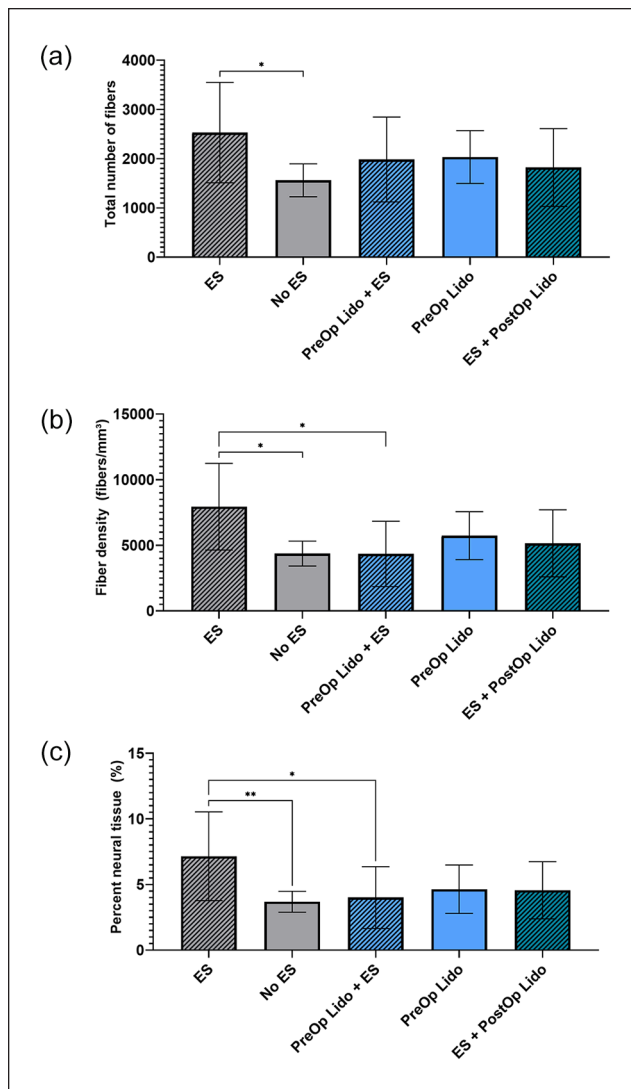 (a)
Total number of fibers
4000
3000
2000
1000
0
*
ES
No ES
PreOp Lido + ES
PreOp Lido
ES + PostOp Lido
(b)
Fiber density (fibers/mm³)
15000
10000
5000
0
*
*
ES
No ES
PreOp Lido + ES
PreOp Lido
ES + PostOp Lido
(c)
Percent neural tissue (%)
15
10
5
0
*
**
ES
No ES
PreOp Lido + ES
PreOp Lido
ES + PostOp Lido